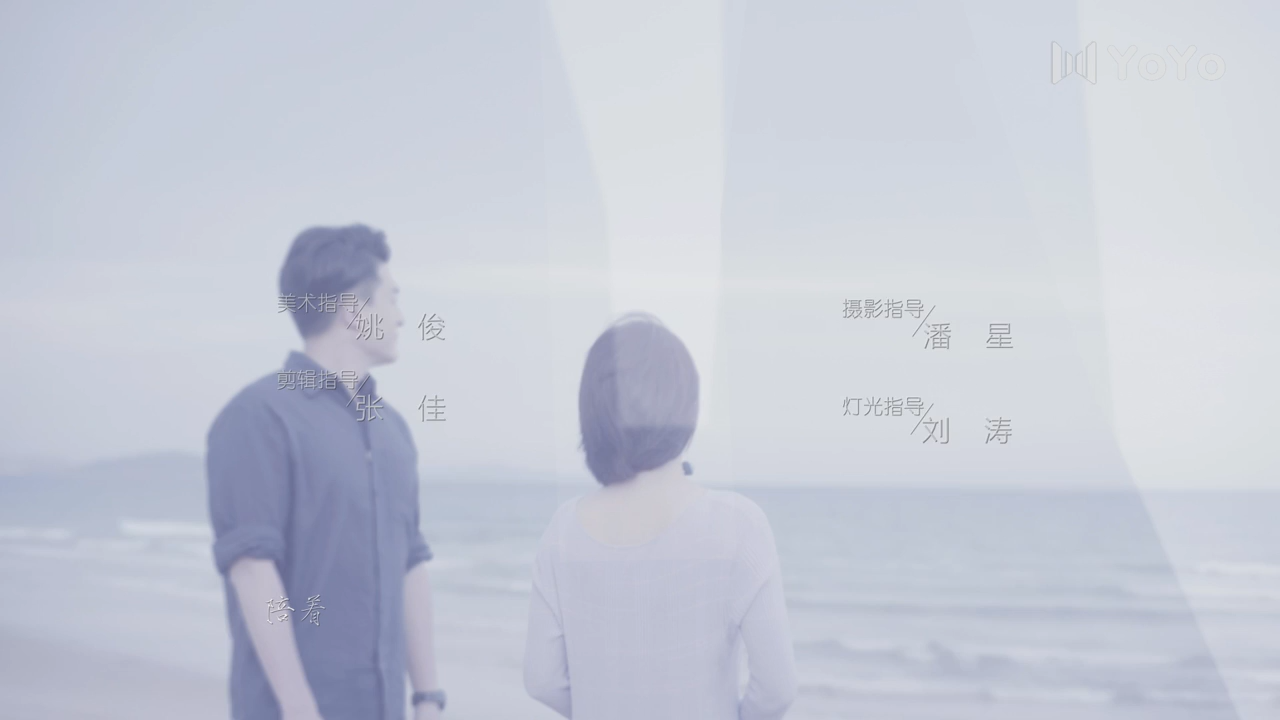 YoYo
美术指导
姚 俊
摄影指导
潘 星
剪辑指导
张 佳
灯光指导
刘 涛
陪着